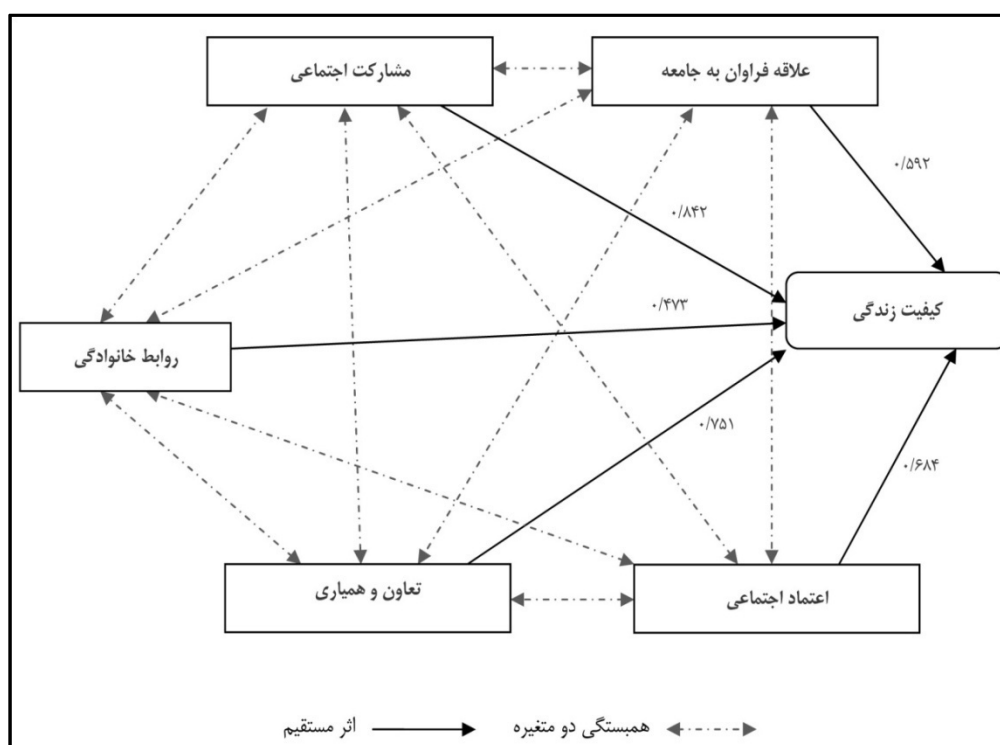 علاقه فراوان به جامعه
مشارکت اجتماعی
۰/۵۹۲
۰/۸۴۲
کیفیت زندگی
۰/۴۷۳
روابط خانوادگی
۰/۷۵۱
۰/۶۸۴
اعتماد اجتماعی
تعاون و همیاری
همبستگی دو متغیره
اثر مستقیم